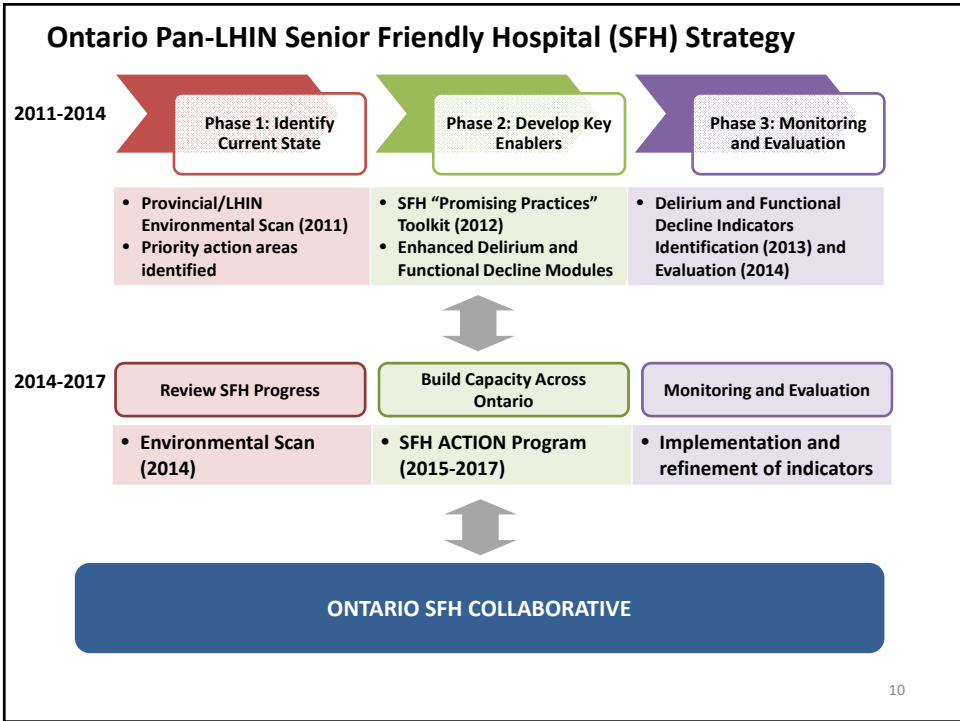 Ontario Pan-LHIN Senior Friendly Hospital (SFH) Strategy
2011-2014
Phase 1: Identify
Current State
Phase 2: Develop Key
Enablers
Phase 3: Monitoring
and Evaluation
• Provincial/LHIN
Environmental Scan (2011)
• Priority action areas
identified
• SFH “Promising Practices”
Toolkit (2012)
• Enhanced Delirium and
Functional Decline Modules
• Delirium and Functional
Decline Indicators
Identification (2013) and
Evaluation (2014)
2014-2017
Review SFH Progress
Build Capacity Across
Ontario
Monitoring and Evaluation
• Environmental Scan
(2014)
• SFH ACTION Program
(2015-2017)
• Implementation and
refinement of indicators
ONTARIO SFH COLLABORATIVE
10